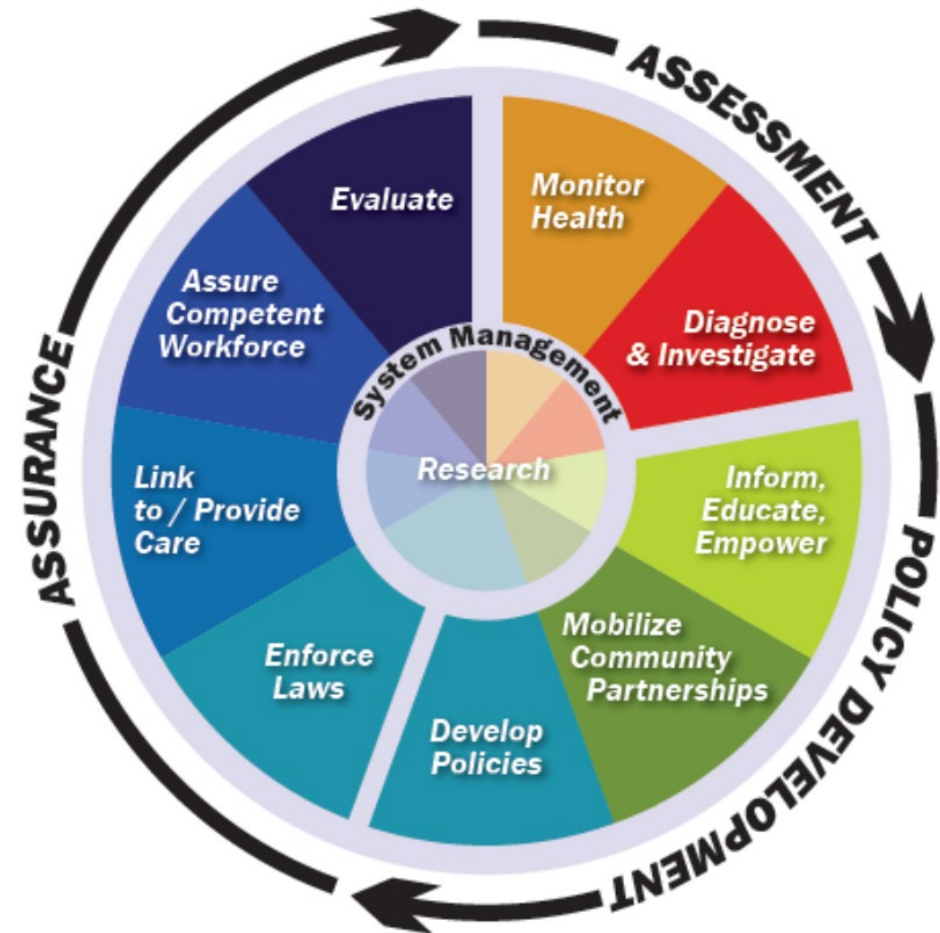 ASSESSMENT
Monitor
Health
Diagnose
& Investigate
Inform,
Educate,
Empower
POLICY DEVELOPMENT
Mobilize
Community
Partnerships
Develop
Policies
Enforce
Laws
ASSURANCE
Link
to / Provide
Care
Assure
Competent
Workforce
Evaluate
System Management
Research